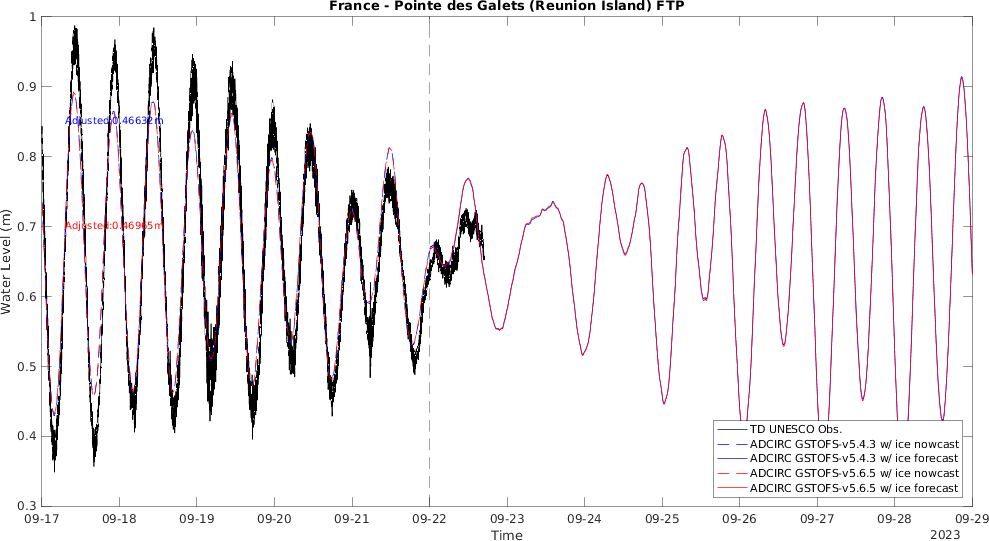 France - Pointe des Galets (Reunion Island) FTP
1
0.9
0.8
0.7
0.6
0.5
0.4
0.3
Water Level (m)
Adjusted:0.46632m
Adjusted:0.46965m
TD UNESCO Obs.
ADCIRC GSTOFS-v5.4.3 w/ ice nowcast
ADCIRC GSTOFS-v5.4.3 w/ ice forecast
ADCIRC GSTOFS-v5.6.5 w/ ice nowcast
ADCIRC GSTOFS-v5.6.5 w/ ice forecast
09-17 09-18 09-19 09-20 09-21 09-22 09-23 09-24 09-25 09-26 09-27 09-28 09-29
Time
2023